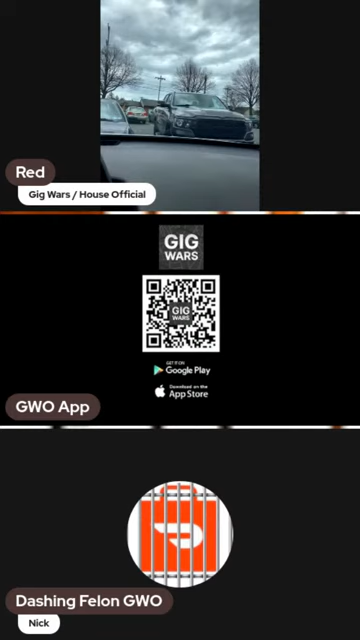 Red
Gig Wars / House Official
GIG
WARS
GIG
WARS
GET IT ON
Google Play
Download on the
App Store
GWO App
Dashing Felon GWO
Nick